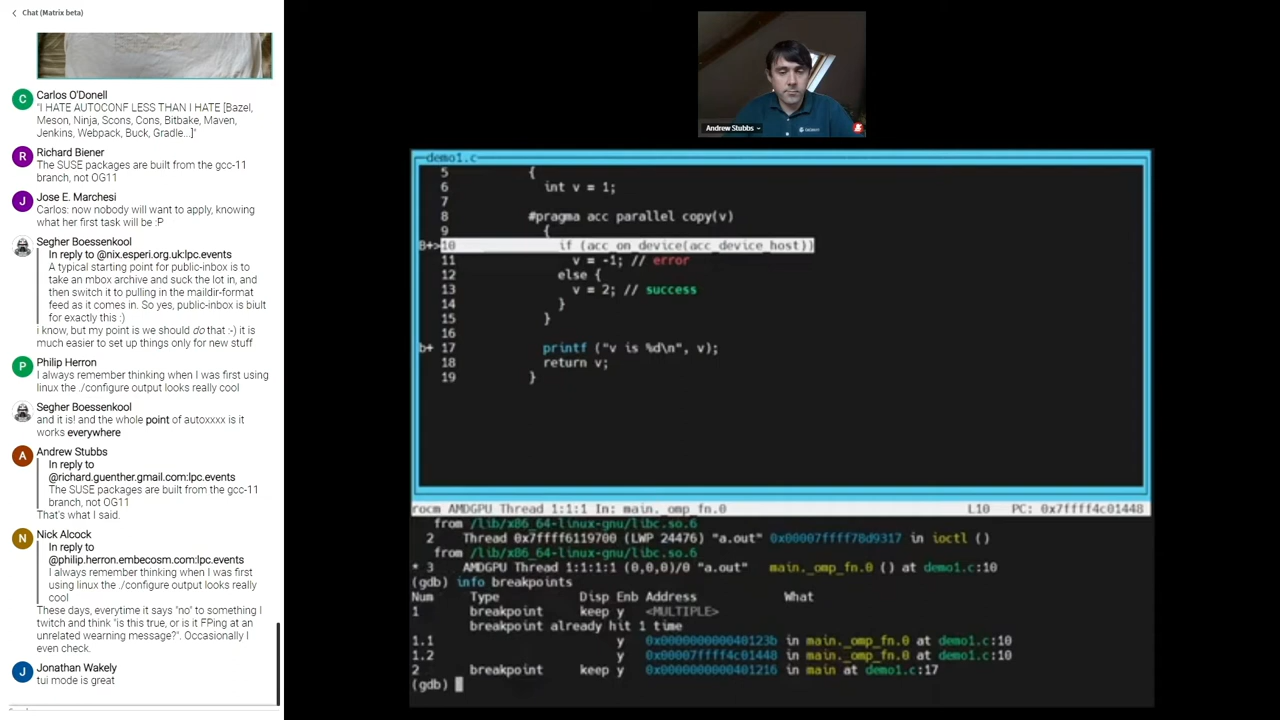 Chat (Matrix beta)
Carlos O'Donell
"I HATE AUTOCONF LESS THAN I HATE [Bazel,
Meson, Ninja, Scons, Cons, Bitbake, Maven,
Jenkins, Webpack, Buck, Gradle...]"
Richard Biener
The SUSE packages are built from the gcc-11
branch, not OG11
Jose E. Marchesi
Carlos: now nobody will want to apply, knowing
what her first task will be :P
Segher Boessenkool
In reply to @nix.esperi.org.uk:lpc.events
A typical starting point for public-inbox is to
take an mbox archive and suck the lot in, and
then switch it to pulling in the maildir-format
feed as it comes in. So yes, public-inbox is biult
for exactly this :)
i know, but my point is we should do that :-) it is
much easier to set up things only for new stuff
Philip Herron
I always remember thinking when I was first using
linux the ./configure output looks really cool
Segher Boessenkool
and it is! and the whole point of autoxxxx is it
works everywhere
Andrew Stubbs
In reply to
@richard.guenther.gmail.com:lpc.events
The SUSE packages are built from the gcc-11
branch, not OG11
That's what I said.
Nick Alcock
In reply to
@philip.herron.embecosm.com:lpc.events
I always remember thinking when I was first
using linux the ./configure output looks really
cool
These days, everytime it says "no" to something I
twitch and think "is this true, or is it FPing at an
unrelated wearning message?". Occasionally I
even check.
Jonathan Wakely
tui mode is great
Andrew Stubbs
demo1.c
5 {
6 int v = 1;
7
8 #pragma acc parallel copy(v)
9 {
B+>10 if (acc_on_device(acc_device_host))
11 v = -1; // error
12 else {
13 v = 2; // success
14 }
15 }
16
b+ 17 printf ("v is %d\n", v);
18 return v;
19 }
rocm AMDGPU Thread 1:1:1:1 In: main._omp_fn.0 L10 PC: 0x7ffff4c01448
from /lib/x86_64-linux-gnu/libc.so.6
2 Thread 0x7ffff6119700 (LWP 24476) "a.out" 0x00007ffff78d9317 in ioctl ()
from /lib/x86_64-linux-gnu/libc.so.6
* 3 AMDGPU Thread 1:1:1:1 (0,0,0)/0 "a.out" main._omp_fn.0 () at demo1.c:10
(gdb) info breakpoints
Num Type Disp Enb Address What
1 breakpoint keep y <MULTIPLE>
breakpoint already hit 1 time
1.1 y 0x000000000040123b in main._omp_fn.0 at demo1.c:10
1.2 y 0x00007ffff4c01448 in main._omp_fn.0 at demo1.c:10
2 breakpoint keep y 0x0000000000401216 in main at demo1.c:17
(gdb)